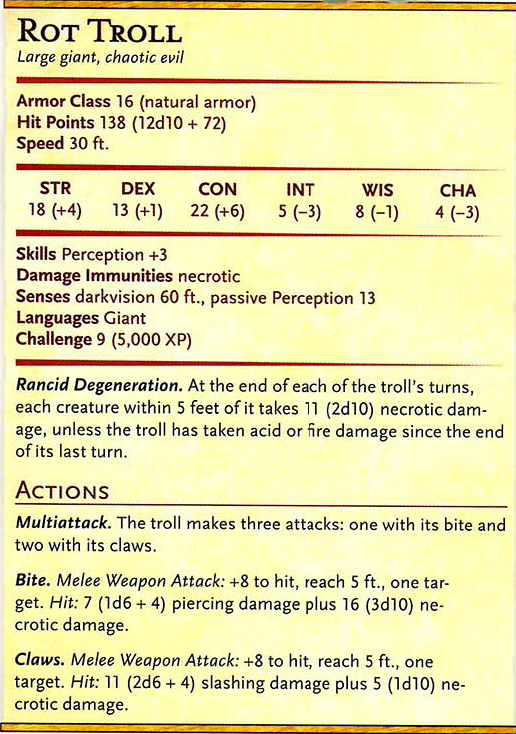 ROT TROLL
Large giant, chaotic evil
Armor Class 16 (natural armor)
Hit Points 138 (12d10 + 72)
Speed 30 ft.
STR DEX CON INT WIS CHA
18 (+4) 13 (+1) 22 (+6) 5 (−3) 8 (−1) 4 (−3)
Skills Perception +3
Damage Immunities necrotic
Senses darkvision 60 ft., passive Perception 13
Languages Giant
Challenge 9 (5,000 XP)
Rancid Degeneration. At the end of each of the troll's turns,
each creature within 5 feet of it takes 11 (2d10) necrotic dam-
age, unless the troll has taken acid or fire damage since the end
of its last turn.
ACTIONS
Multiattack. The troll makes three attacks: one with its bite and
two with its claws.
Bite. Melee Weapon Attack: +8 to hit, reach 5 ft., one tar-
get. Hit: 7 (1d6 + 4) piercing damage plus 16 (3d10) ne-
crotic damage.
Claws. Melee Weapon Attack: +8 to hit, reach 5 ft., one
target. Hit: 11 (2d6 + 4) slashing damage plus 5 (1d10) ne-
crotic damage.